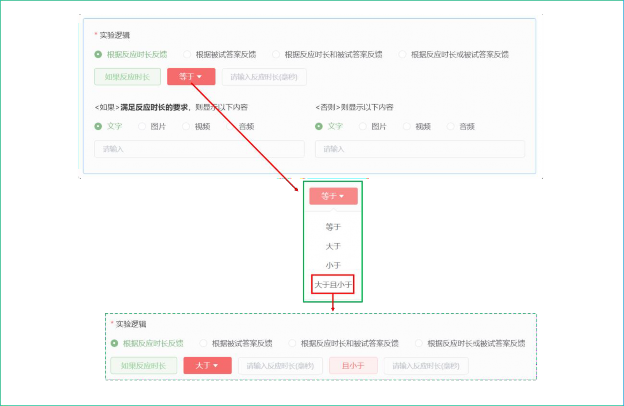 * 实验逻辑
根据反应时长反馈 根据被试答案反馈 根据反应时长和被试答案反馈 根据反应时长或被试答案反馈
如果反应时长 等于 请输入反应时长(毫秒)
<如果>满足反应时长的要求，则显示以下内容 <否则>则显示以下内容
文字 图片 视频 音频 文字 图片 视频 音频
请输入 请输入
等于
等于
大于
小于
大于且小于
* 实验逻辑
根据反应时长反馈 根据被试答案反馈 根据反应时长和被试答案反馈 根据反应时长或被试答案反馈
如果反应时长 大于 请输入反应时长(毫秒) 且小于 请输入反应时长(毫秒)